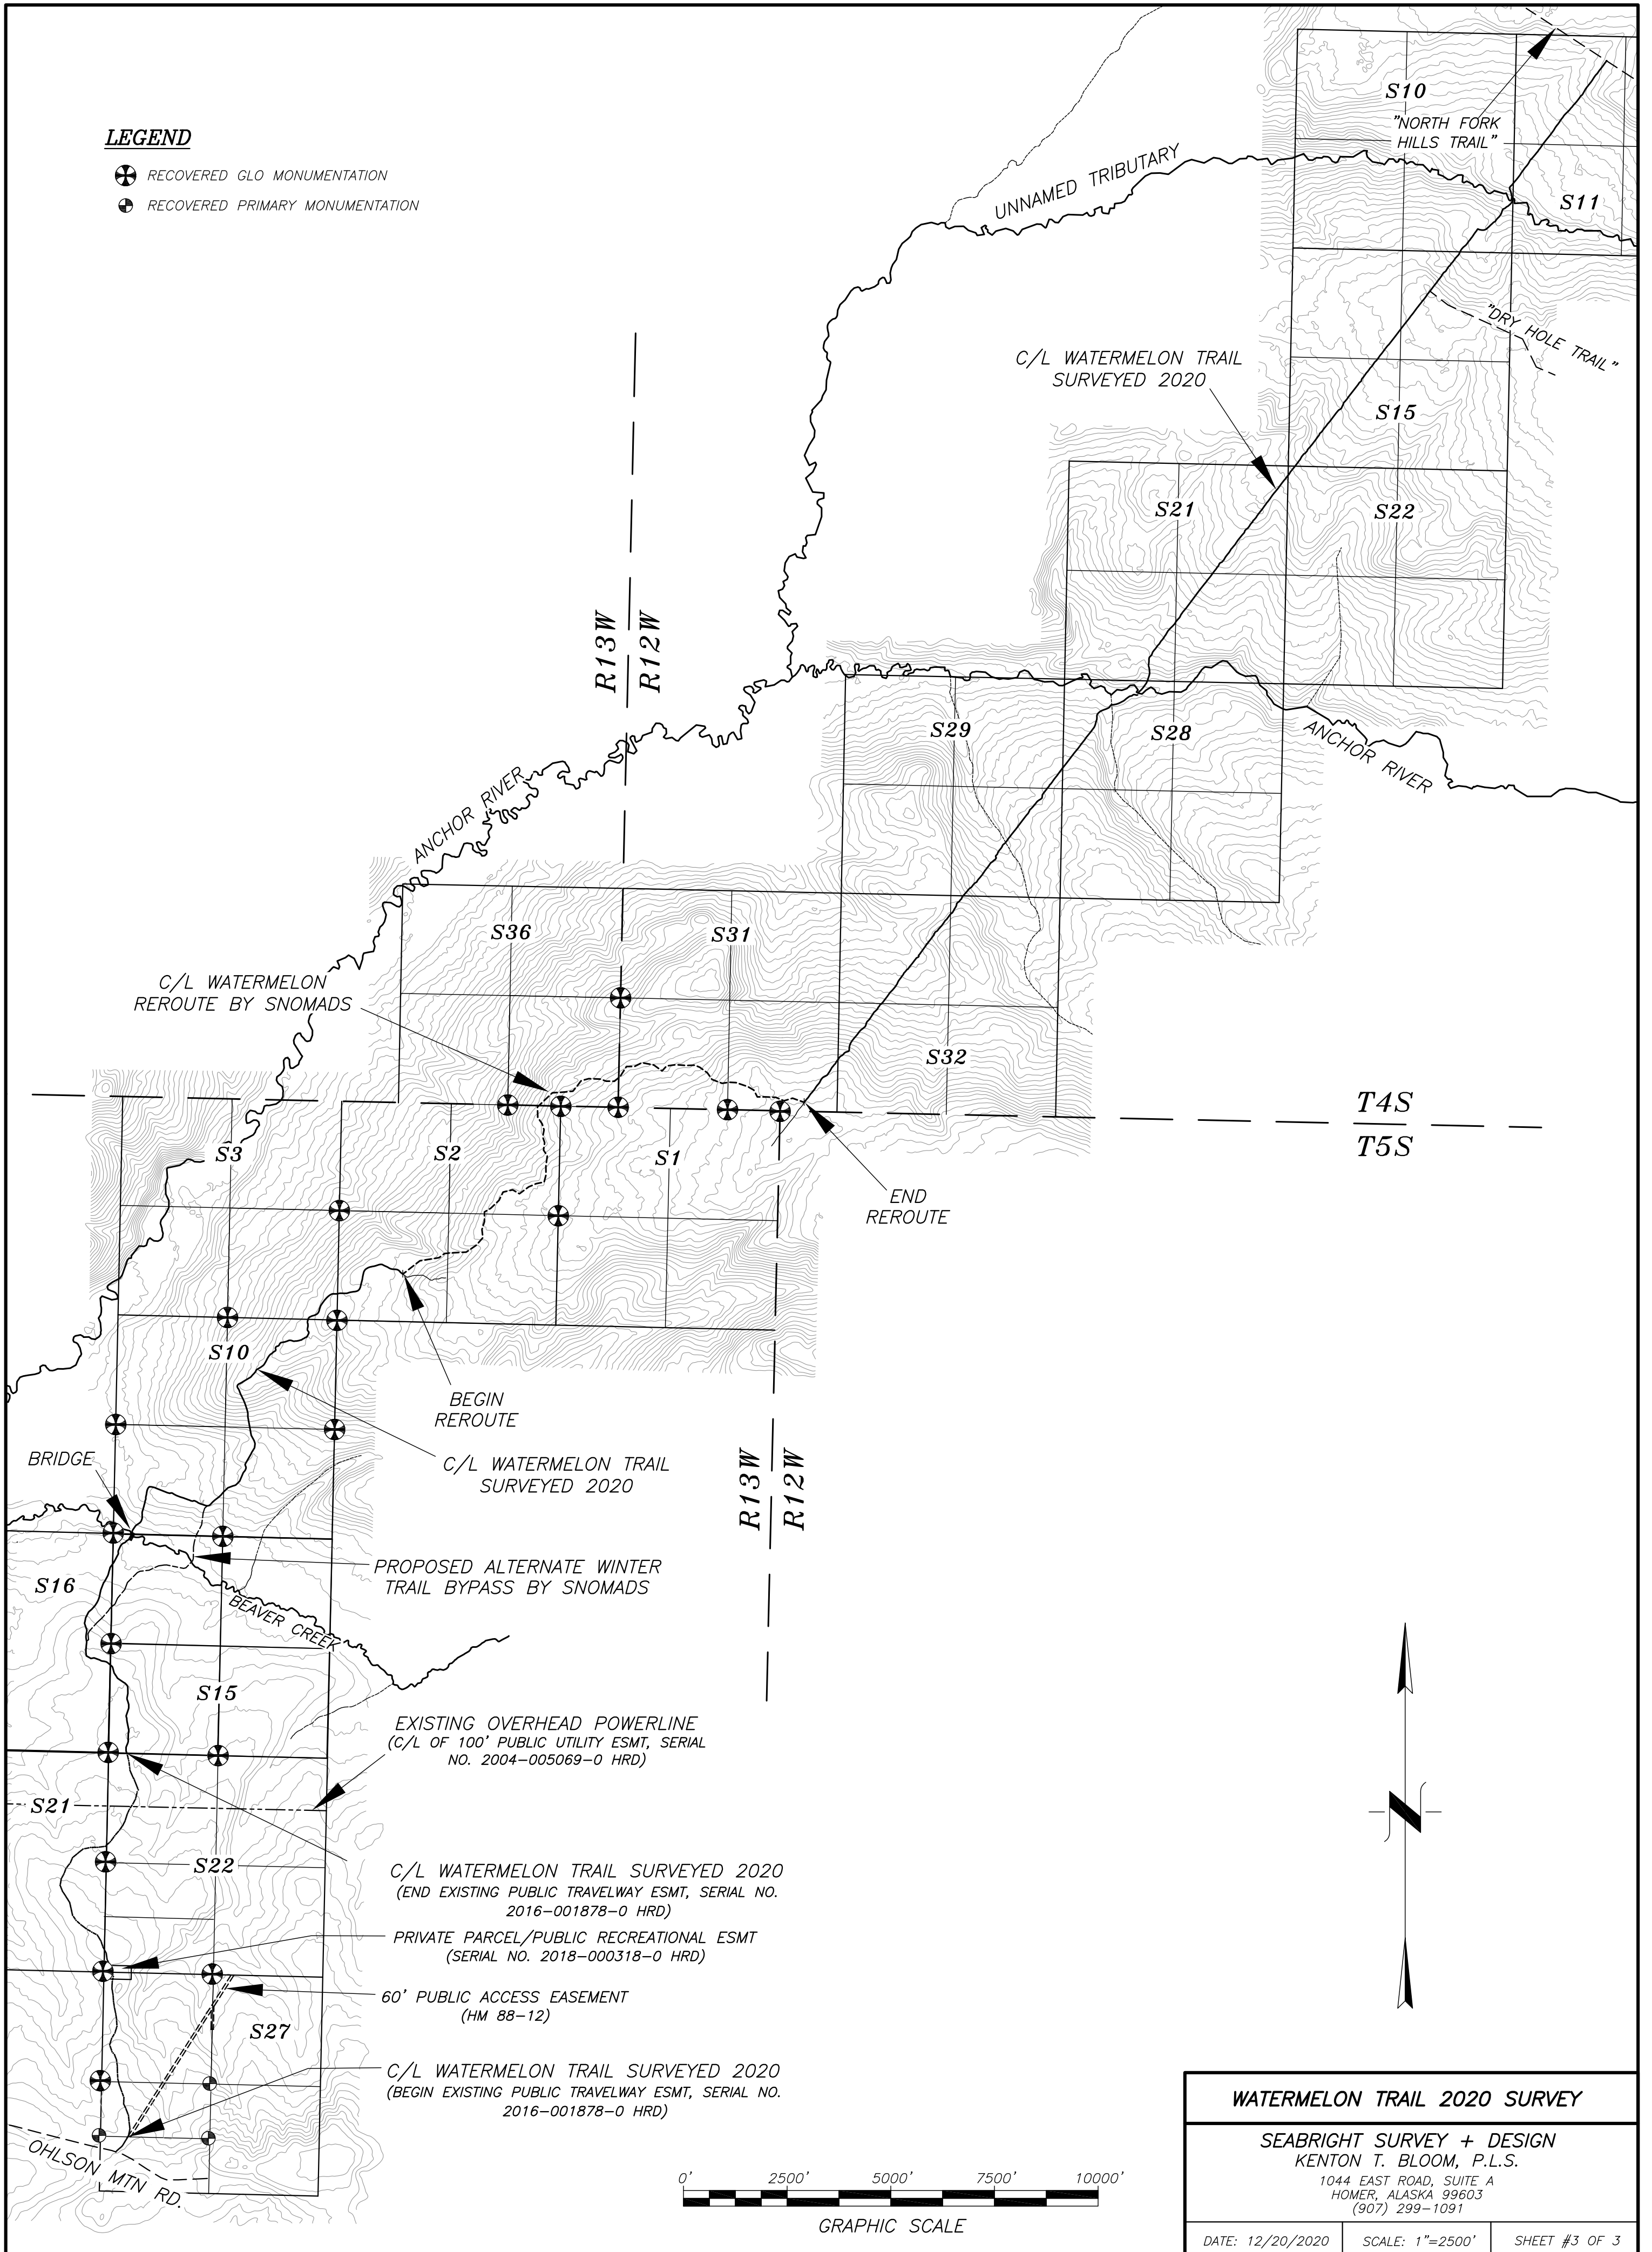 LEGEND
RECOVERED GLO MONUMENTATION
RECOVERED PRIMARY MONUMENTATION
S10
"NORTH FORK
HILLS TRAIL"
UNNAMED TRIBUTARY
S11
"DRY HOLE TRAIL"
C/L WATERMELON TRAIL
SURVEYED 2020
S15
S21
S22
R13W
R12W
S29
S28
ANCHOR RIVER
ANCHOR RIVER
S36
S31
C/L WATERMELON
REROUTE BY SNOMADS
S32
T4S
T5S
S3
S2
S1
END
REROUTE
S10
BEGIN
REROUTE
BRIDGE
C/L WATERMELON TRAIL
SURVEYED 2020
R13W
R12W
PROPOSED ALTERNATE WINTER
TRAIL BYPASS BY SNOMADS
S16
BEAVER CREEK
S15
EXISTING OVERHEAD POWERLINE
(C/L OF 100' PUBLIC UTILITY ESMT, SERIAL
NO. 2004-005069-0 HRD)
S21
S22
C/L WATERMELON TRAIL SURVEYED 2020
(END EXISTING PUBLIC TRAVELWAY ESMT, SERIAL NO.
2016-001878-0 HRD)
PRIVATE PARCEL/PUBLIC RECREATIONAL ESMT
(SERIAL NO. 2018-000318-0 HRD)
60' PUBLIC ACCESS EASEMENT
(HM 88-12)
S27
C/L WATERMELON TRAIL SURVEYED 2020
(BEGIN EXISTING PUBLIC TRAVELWAY ESMT, SERIAL NO.
2016-001878-0 HRD)
OHLSON MTN RD.
0' 2500' 5000' 7500' 10000'
GRAPHIC SCALE
N
WATERMELON TRAIL 2020 SURVEY
SEABRIGHT SURVEY + DESIGN
KENTON T. BLOOM, P.L.S.
1044 EAST ROAD, SUITE A
HOMER, ALASKA 99603
(907) 299-1091
DATE: 12/20/2020 SCALE: 1"=2500' SHEET #3 OF 3